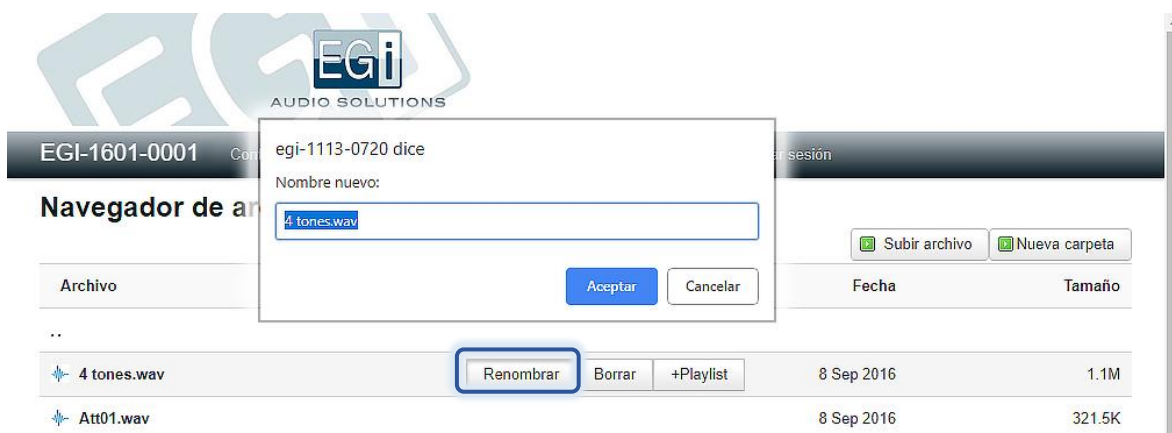 EGi
AUDIO SOLUTIONS
EGI-1601-0001 Con sesión
egi-1113-0720 dice
Nombre nuevo:
4 tones.wav
Aceptar Cancelar
Navegador de ar
Subir archivo Nueva carpeta
Archivo Fecha Tamaño
..
4 tones.wav Renombrar Borrar +Playlist 8 Sep 2016 1.1M
Att01.wav 8 Sep 2016 321.5K